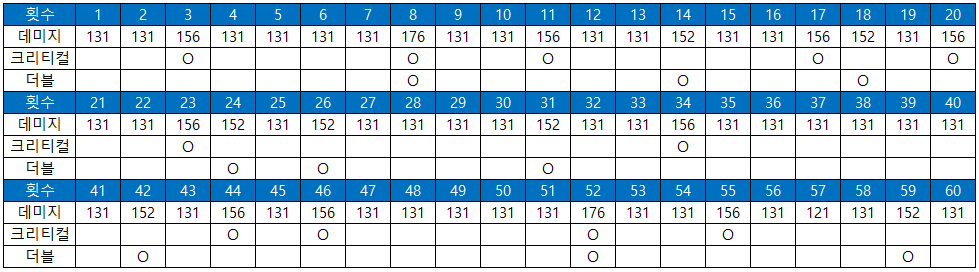 횟수 1 2 3 4 5 6 7 8 9 10 11 12 13 14 15 16 17 18 19 20
데미지 131 131 156 131 131 131 131 176 131 131 156 131 131 152 131 131 156 152 131 156
크리티컬 O O O O O
더블 O O O
횟수 21 22 23 24 25 26 27 28 29 30 31 32 33 34 35 36 37 38 39 40
데미지 131 131 156 152 131 152 131 131 131 131 152 131 131 156 131 131 131 131 131 131
크리티컬 O O
더블 O O O
횟수 41 42 43 44 45 46 47 48 49 50 51 52 53 54 55 56 57 58 59 60
데미지 131 152 131 156 131 156 131 131 131 131 131 176 131 131 156 131 121 131 152 131
크리티컬 O O O O
더블 O O O